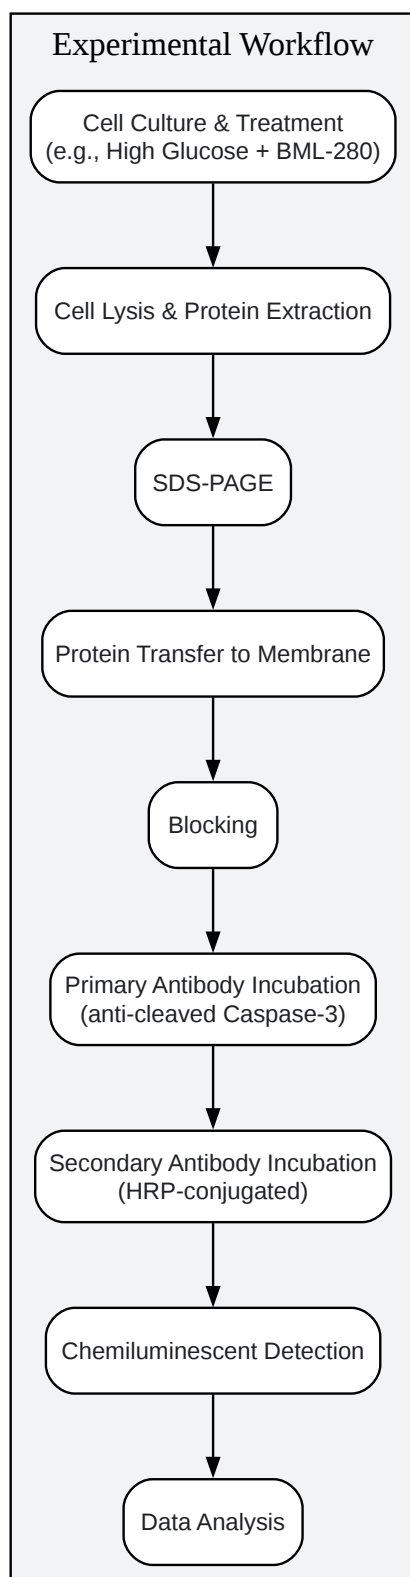 Experimental Workflow
Cell Culture & Treatment
(e.g., High Glucose + BML-280)
Cell Lysis & Protein Extraction
SDS-PAGE
Protein Transfer to Membrane
Blocking
Primary Antibody Incubation
(anti-cleaved Caspase-3)
Secondary Antibody Incubation
(HRP-conjugated)
Chemiluminescent Detection
Data Analysis